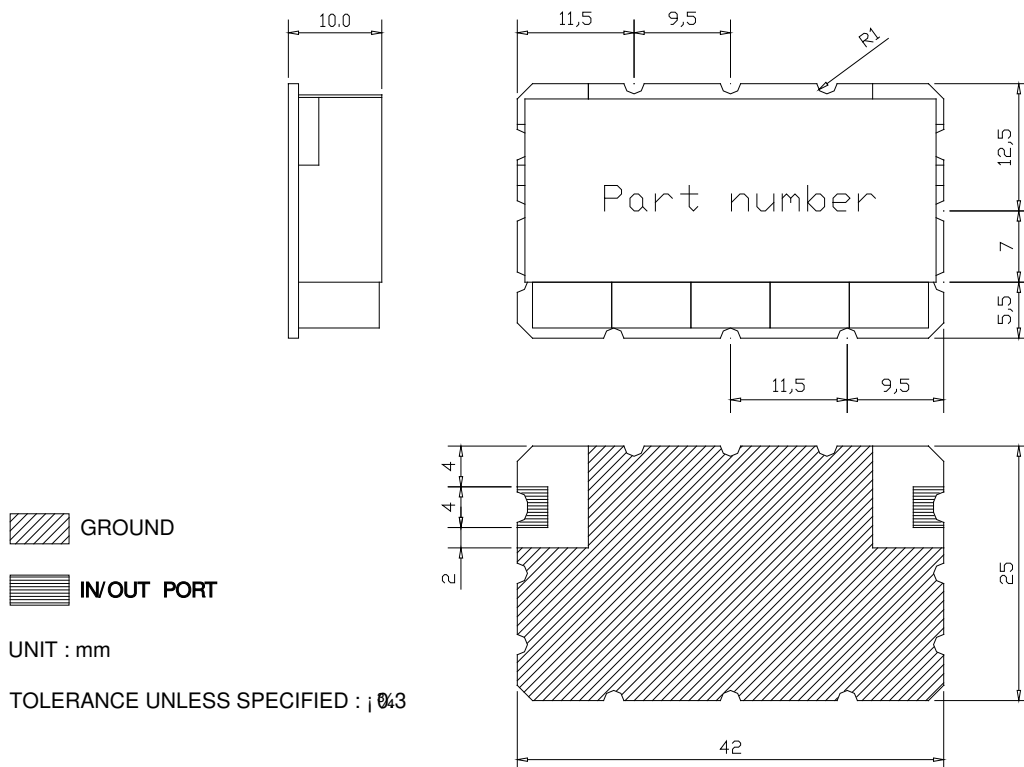 10.0
11,5
9,5
R1
12,5
Part number
7
5,5
11,5
9,5
4
4
2
25
GROUND
IN/OUT PORT
UNIT : mm
TOLERANCE UNLESS SPECIFIED :
42